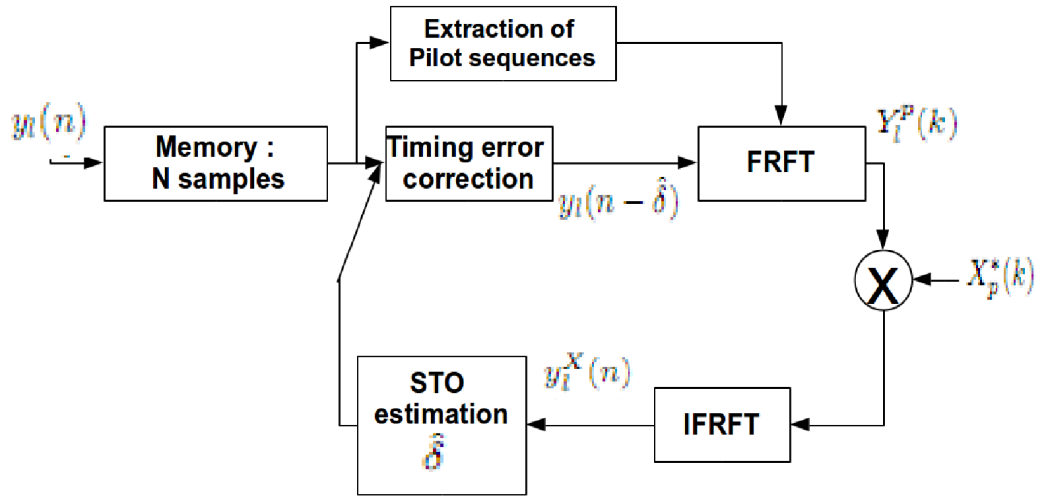 Extraction of
Pilot sequences
y_l(n)
Memory :
N samples
Timing error
correction
y_l(n − δ̂)
FRFT
Y_l^p(k)
X
X_p^*(k)
STO
estimation
δ̂
y_l^X(n)
IFRFT